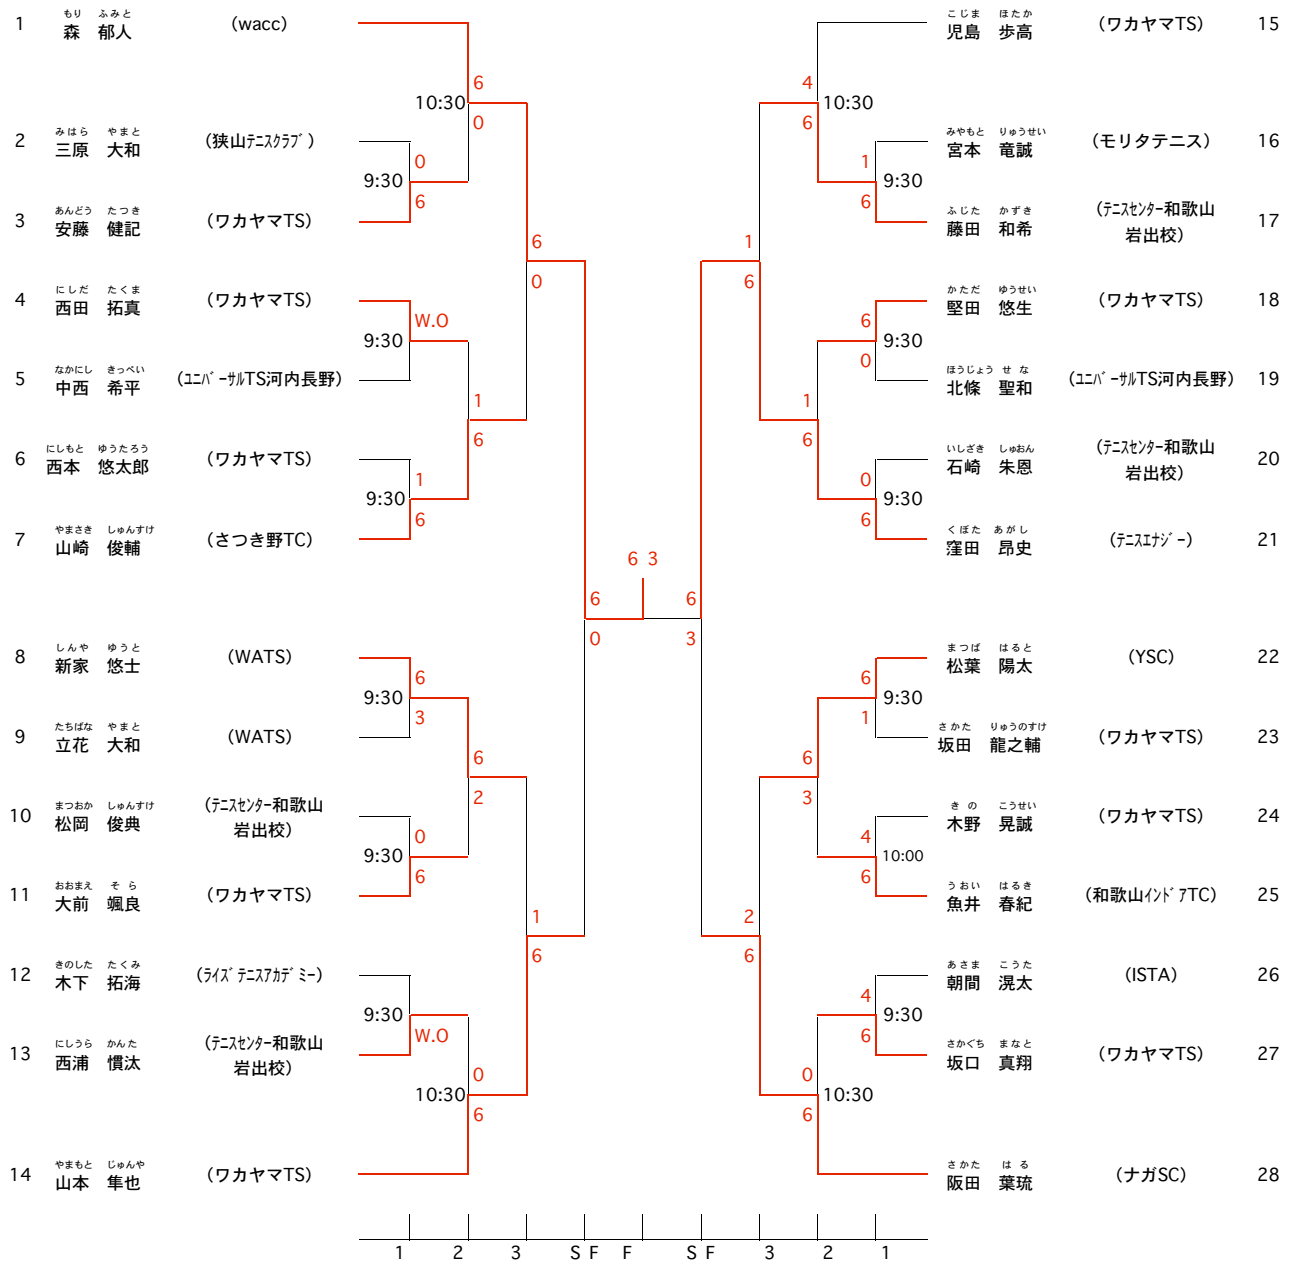 1 もり ふみと 森 郁人 (wacc)
6
10:30
0
2 みはら やまと 三原 大和 (狭山ﾃﾆｽｸﾗﾌﾞ)
0
9:30
6
3 あんどう たつき 安藤 健記 (ワカヤマTS)
6
0
4 にしだ たくま 西田 拓真 (ワカヤマTS)
W.O
9:30
5 なかにし きっぺい 中西 希平 (ﾕﾆﾊﾞｰｻﾙTS河内長野)
1
6
6 にしもと ゆうたろう 西本 悠太郎 (ワカヤマTS)
1
9:30
6
7 やまさき しゅんすけ 山崎 俊輔 (さつき野TC)
6 3
6
0
8 しんや ゆうと 新家 悠士 (WATS)
6
9:30
3
9 たちばな やまと 立花 大和 (WATS)
6
2
10 まつおか しゅんすけ 松岡 俊典 (ﾃﾆｽｾﾝﾀｰ和歌山
岩出校)
0
9:30
6
11 おおまえ そら 大前 颯良 (ワカヤマTS)
1
6
12 きのした たくみ 木下 拓海 (ﾗｲｽﾞﾃﾆｽｱｶﾃﾞﾐｰ)
9:30
W.O
13 にしうら かんた 西浦 慣汰 (ﾃﾆｽｾﾝﾀｰ和歌山
岩出校)
0
10:30
6
14 やまもと じゅんや 山本 隼也 (ワカヤマTS)
こじま ほたか 児島 歩高 (ワカヤマTS) 15
4
10:30
6
みやもと りゅうせい 宮本 竜誠 (モリタテニス) 16
1
9:30
6
ふじた かずき 藤田 和希 (ﾃﾆｽｾﾝﾀｰ和歌山
岩出校) 17
1
6
かただ ゆうせい 堅田 悠生 (ワカヤマTS) 18
6
9:30
0
ほうじょう せな 北條 聖和 (ﾕﾆﾊﾞｰｻﾙTS河内長野) 19
1
6
いしざき しゅおん 石崎 朱恩 (ﾃﾆｽｾﾝﾀｰ和歌山
岩出校) 20
0
9:30
6
くぼた あがし 窪田 昂史 (ﾃﾆｽｴﾅｼﾞｰ) 21
6
3
まつば はると 松葉 陽太 (YSC) 22
6
9:30
1
さかた りゅうのすけ 坂田 龍之輔 (ワカヤマTS) 23
6
3
きの こうせい 木野 晃誠 (ワカヤマTS) 24
4
10:00
6
うおい はるき 魚井 春紀 (和歌山ｲﾝﾄﾞｱTC) 25
2
6
あさま こうた 朝間 滉太 (ISTA) 26
4
9:30
6
さかぐち まなと 坂口 真翔 (ワカヤマTS) 27
0
10:30
6
さかた はる 阪田 葉琉 (ナガSC) 28
1 2 3 S F F S F 3 2 1